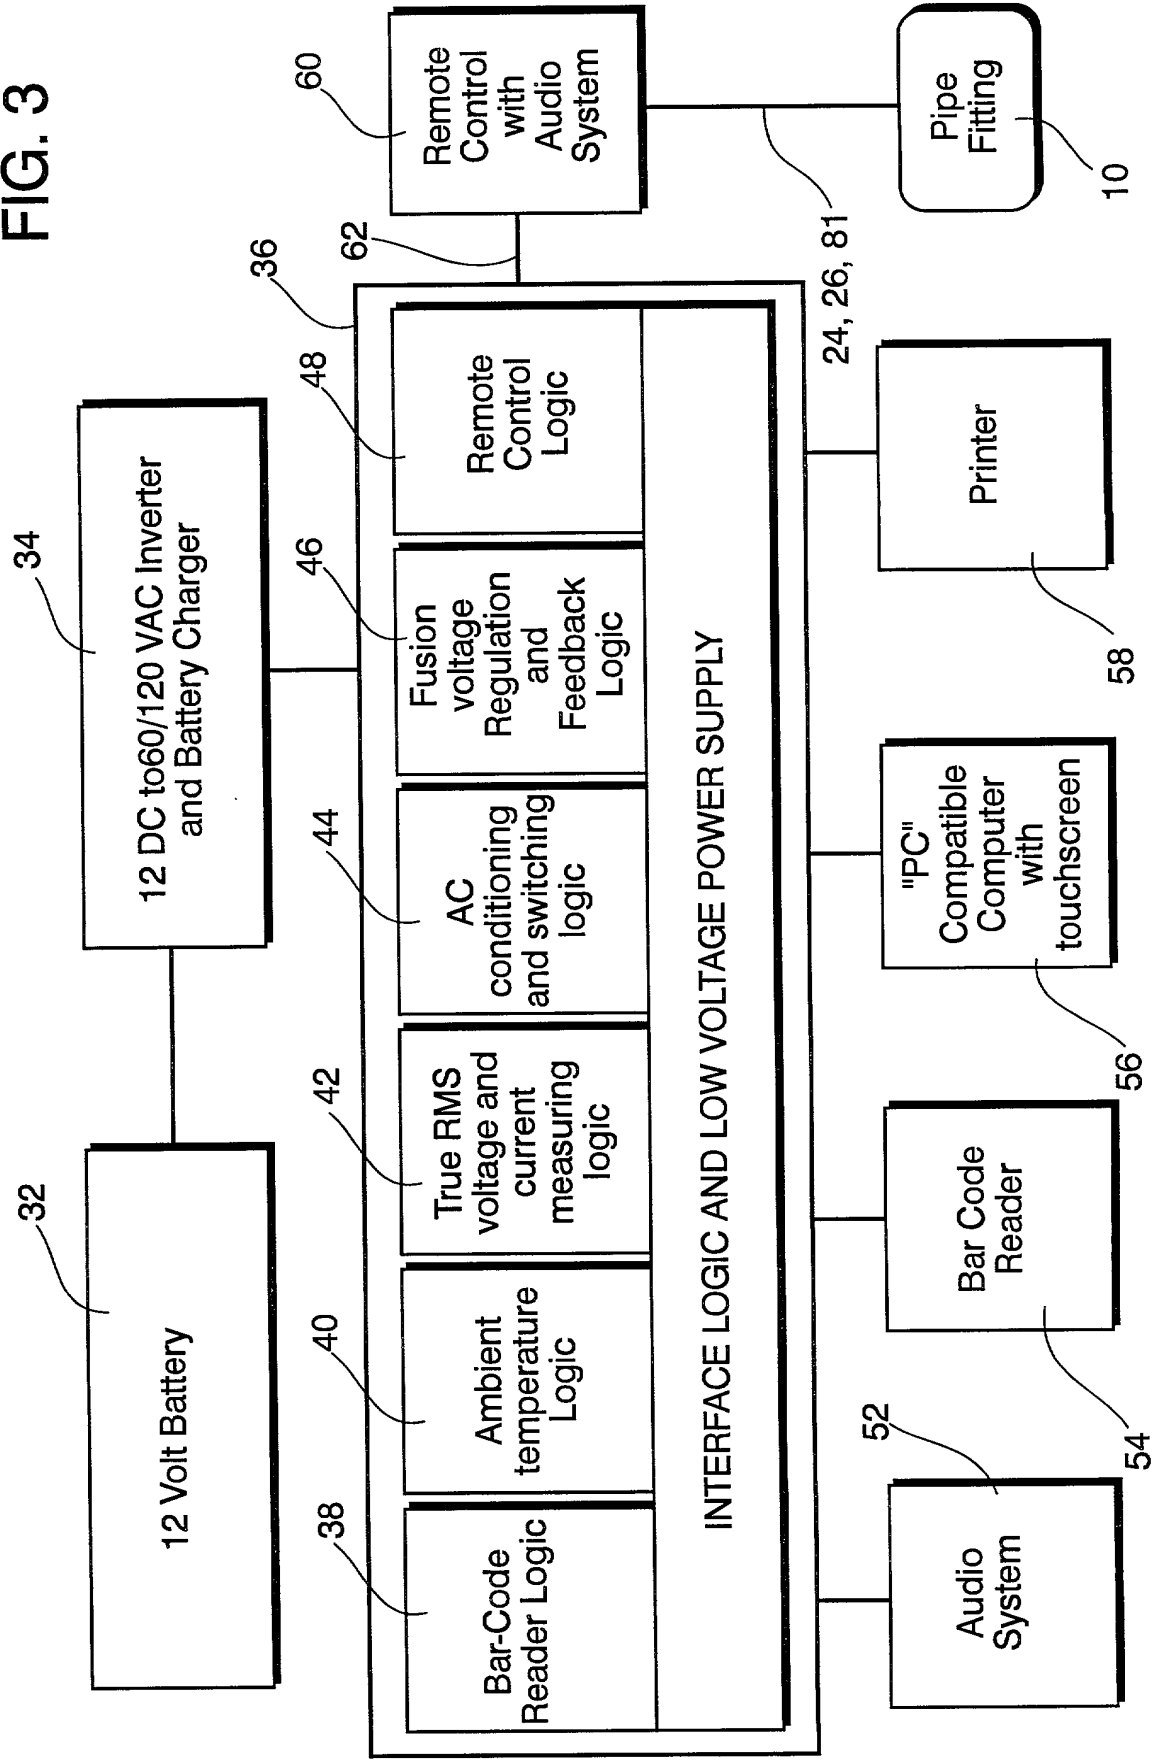 FIG. 3
32
12 Volt Battery
34
12 DC to60/120 VAC Inverter
and Battery Charger
36
38
Bar-Code
Reader Logic
40
Ambient
temperature
Logic
42
True RMS
voltage and
current
measuring
logic
44
AC
conditioning
and switching
logic
46
Fusion
voltage
Regulation
and
Feedback
Logic
48
Remote
Control
Logic
INTERFACE LOGIC AND LOW VOLTAGE POWER SUPPLY
62
60
Remote
Control
with
Audio
System
24, 26, 81
Pipe
Fitting
10
52
Audio
System
54
Bar Code
Reader
56
"PC"
Compatible
Computer
with
touchscreen
58
Printer